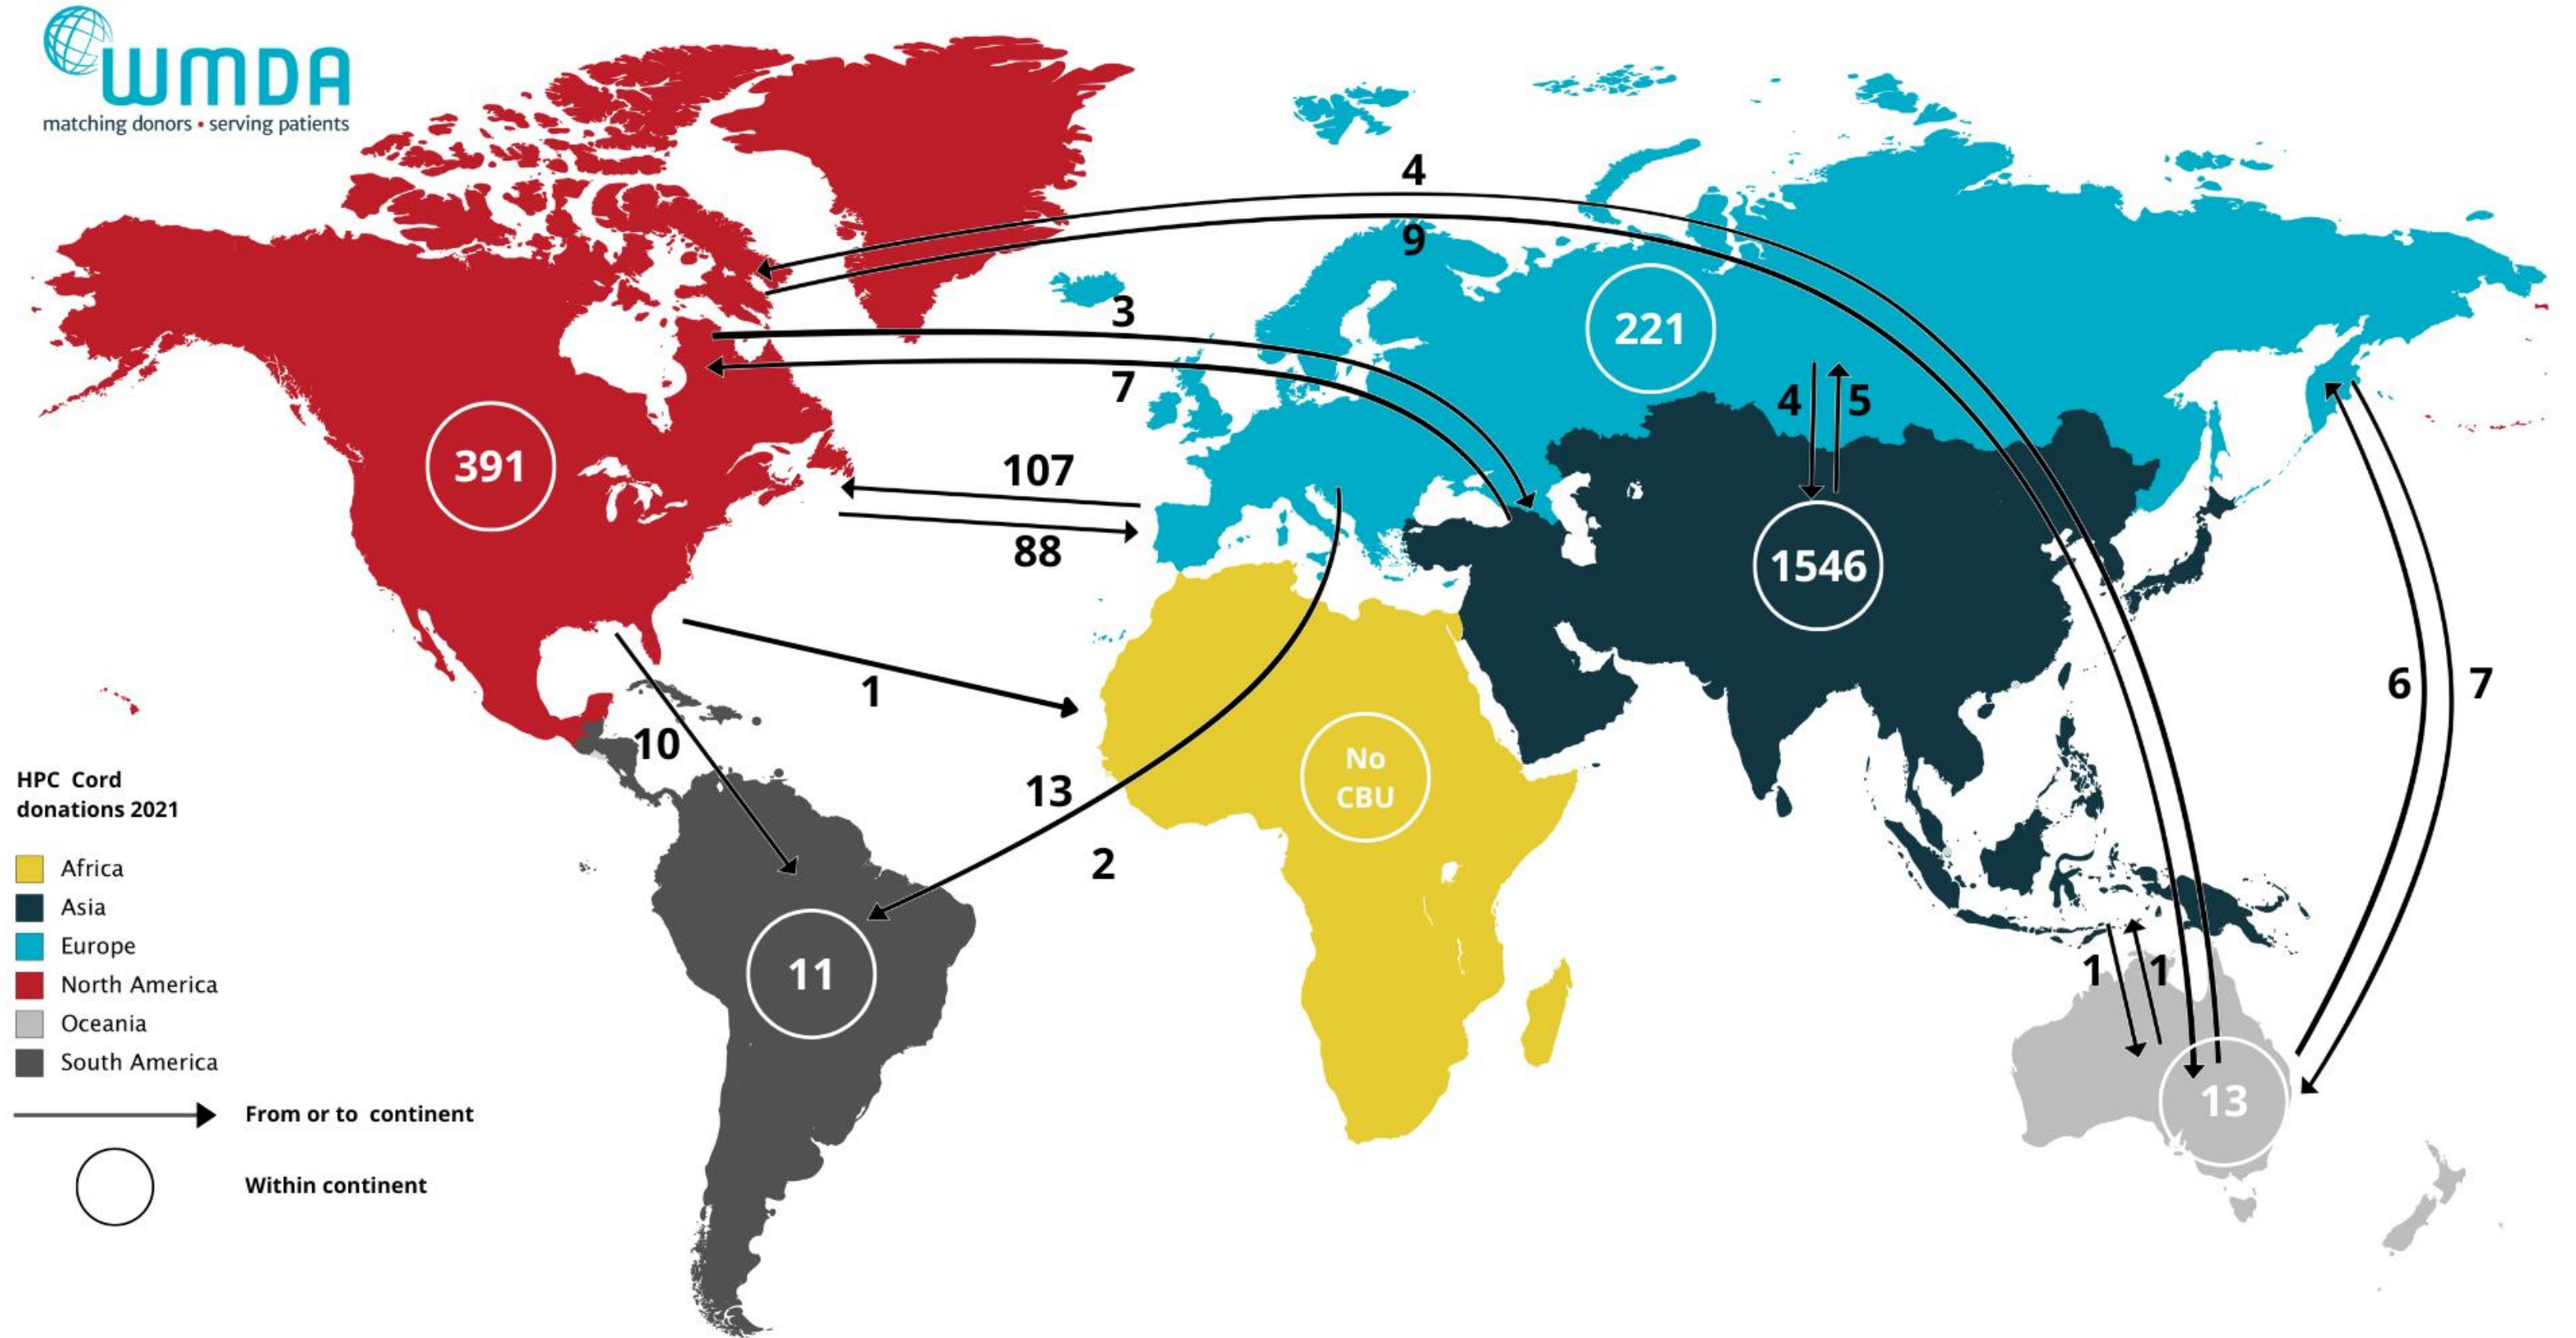 WMDA
matching donors • serving patients
4
9
3
221
7
4
5
391
107
88
1546
6
7
1
10
No
CBU
13
2
HPC Cord
donations 2021
Africa
Asia
Europe
North America
Oceania
South America
11
1
1
13
From or to continent
Within continent